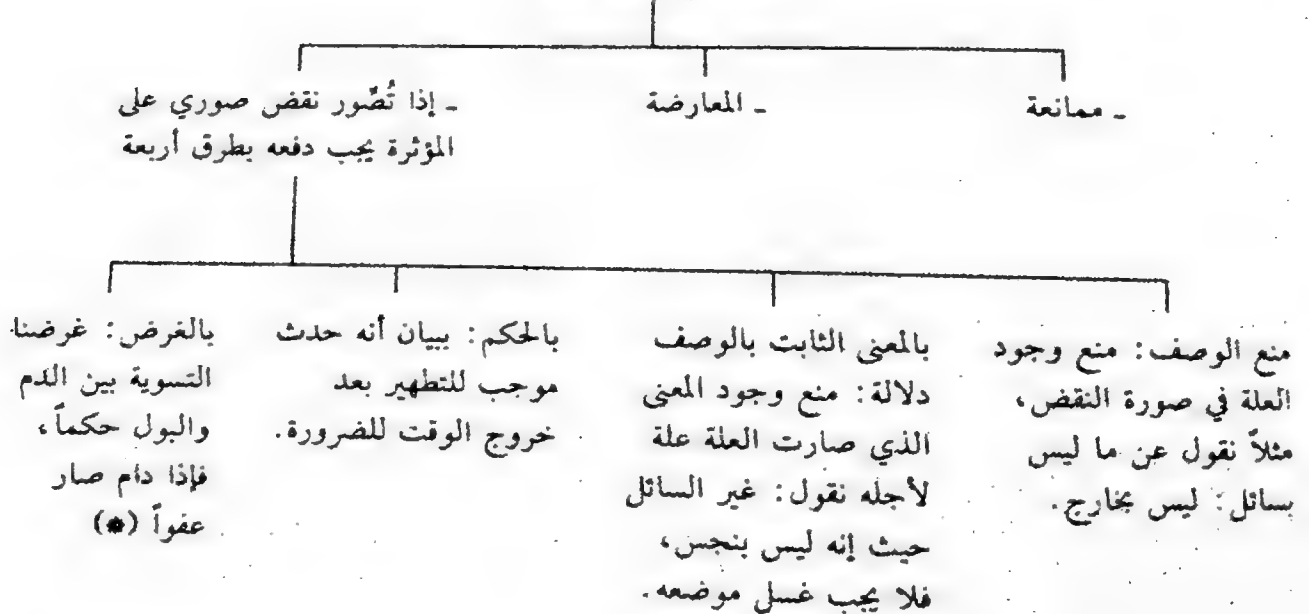 - ممانعة
- المعارضة
- إذا تُصَّور نقض صوري على
المؤثرة يجب دفعه بطرق أربعة
منع الوصف: منع وجود
العلة في صورة النقض،
مثلاً نقول عن ما ليس
بسائل: ليس بخارج.
بالمعنى الثابت بالوصف
دلالة: منع وجود المعنى
الذي صارت العلة علة
لأجله نقول: غير السائل
حيث إنه ليس بنجس،
فلا يجب غسل موضعه.
بالحكم: ببيان أنه حدث
موجب للتطهير بعد
خروج الوقت للضرورة.
بالغرض: غرضنا
التسوية بين الدم
والبول حكماً،
فإذا دام صار
عفواً (*)